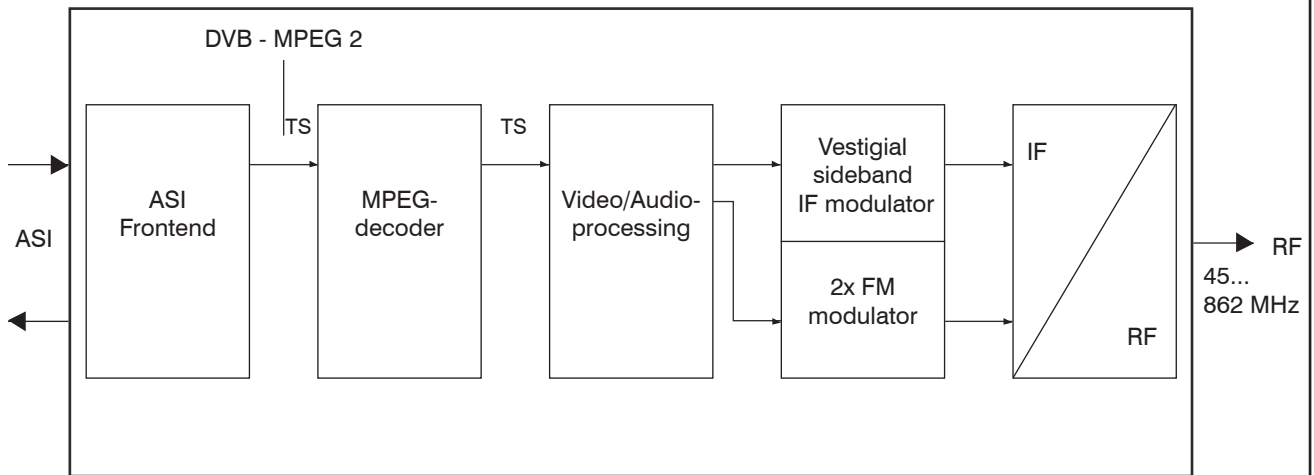 DVB - MPEG 2
TS
TS
ASI
ASI
Frontend
MPEG-
decoder
Video/Audio-
processing
Vestigial
sideband
IF modulator
2x FM
modulator
IF
RF
RF
45...
862 MHz